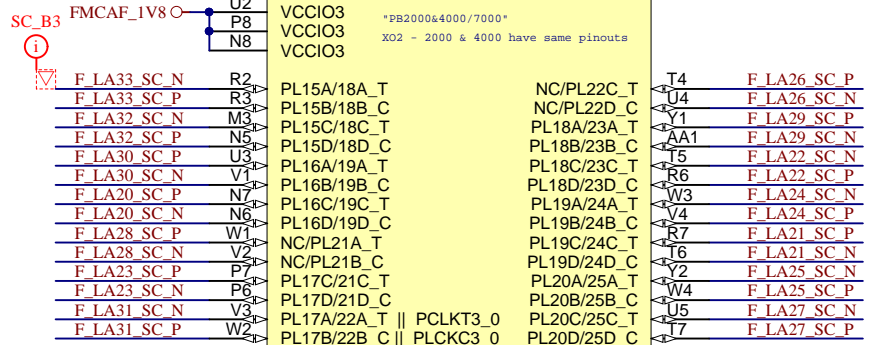 U2
FMCAF_1V8
VCCIO3
P8
VCCIO3
N8
VCCIO3
"PB2000&4000/7000"
XO2 - 2000 & 4000 have same pinouts
SC_B3
i
F_LA33_SC_N R2 PL15A/18A_T NC/PL22C_T T4 F_LA26_SC_P
F_LA33_SC_P R3 PL15B/18B_C NC/PL22D_C U4 F_LA26_SC_N
F_LA32_SC_N M3 PL15C/18C_T PL18A/23A_T Y1 F_LA29_SC_P
F_LA32_SC_P N5 PL15D/18D_C PL18B/23B_C AA1 F_LA29_SC_N
F_LA30_SC_P U3 PL16A/19A_T PL18C/23C_T T5 F_LA22_SC_N
F_LA30_SC_N V1 PL16B/19B_C PL18D/23D_C R6 F_LA22_SC_P
F_LA20_SC_P N7 PL16C/19C_T PL19A/24A_T W3 F_LA24_SC_N
F_LA20_SC_N N6 PL16D/19D_C PL19B/24B_C V4 F_LA24_SC_P
F_LA28_SC_P W1 NC/PL21A_T PL19C/24C_T R7 F_LA21_SC_P
F_LA28_SC_N V2 NC/PL21B_C PL19D/24D_C T6 F_LA21_SC_N
F_LA23_SC_P P7 PL17C/21C_T PL20A/25A_T Y2 F_LA25_SC_N
F_LA23_SC_N P6 PL17D/21D_C PL20B/25B_C W4 F_LA25_SC_P
F_LA31_SC_N V3 PL17A/22A_T || PCLKT3_0 PL20C/25C_T U5 F_LA27_SC_N
F_LA31_SC_P W2 PL17B/22B_C || PLCKC3_0 PL20D/25D_C T7 F_LA27_SC_P